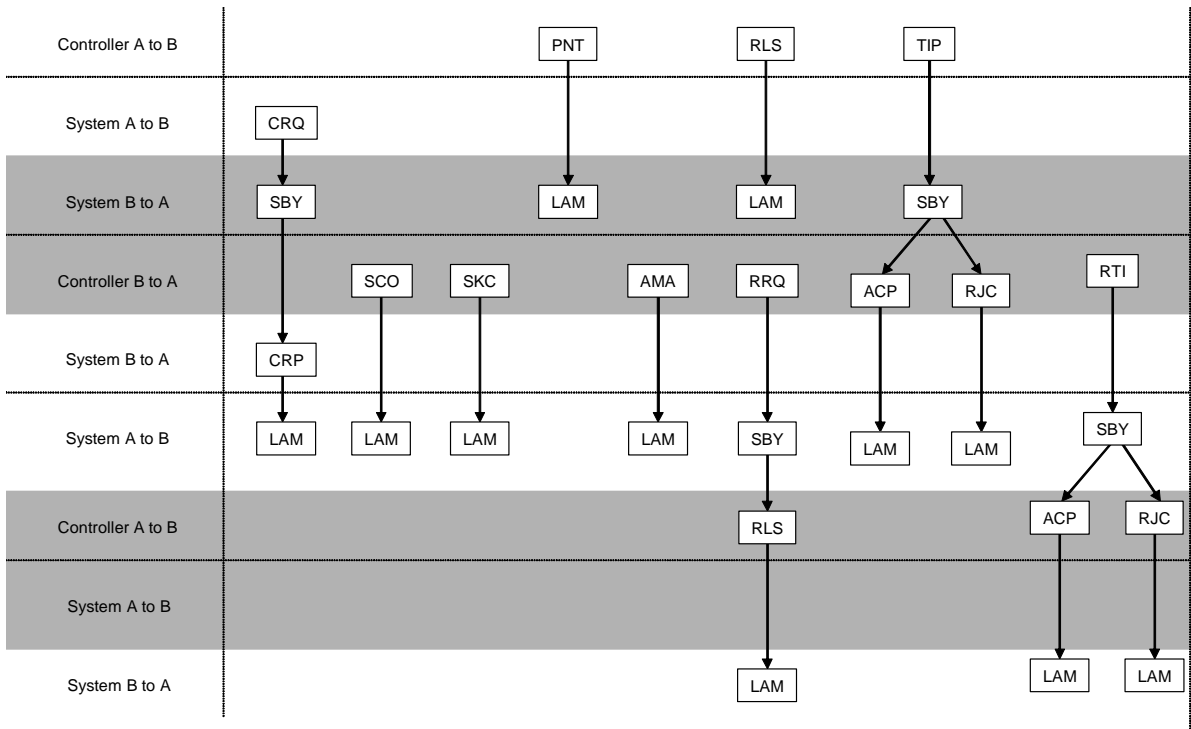 Controller A to B PNT RLS TIP
System A to B CRQ
System B to A SBY LAM LAM SBY
Controller B to A SCO SKC AMA RRQ ACP RJC RTI
System B to A CRP
System A to B LAM LAM LAM LAM SBY LAM LAM SBY
Controller A to B RLS ACP RJC
System A to B
System B to A LAM LAM LAM